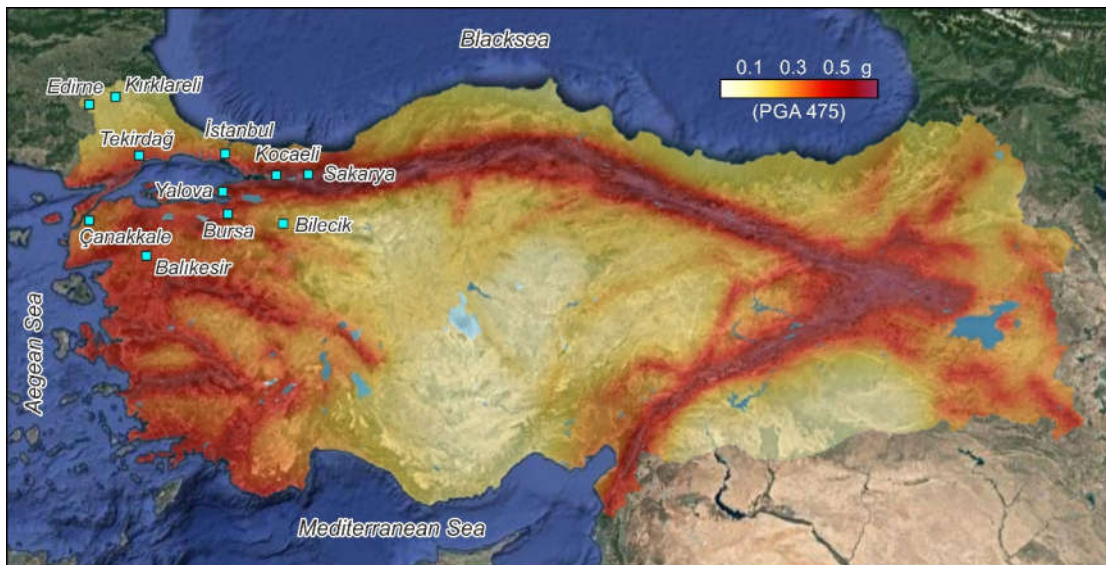 Blacksea
0.1 0.3 0.5 g
(PGA 475)
Edirne
Kırklareli
Tekirdağ
İstanbul
Kocaeli
Sakarya
Yalova
Çanakkale
Bursa
Bilecik
Balıkesir
Aegean Sea
Mediterranean Sea